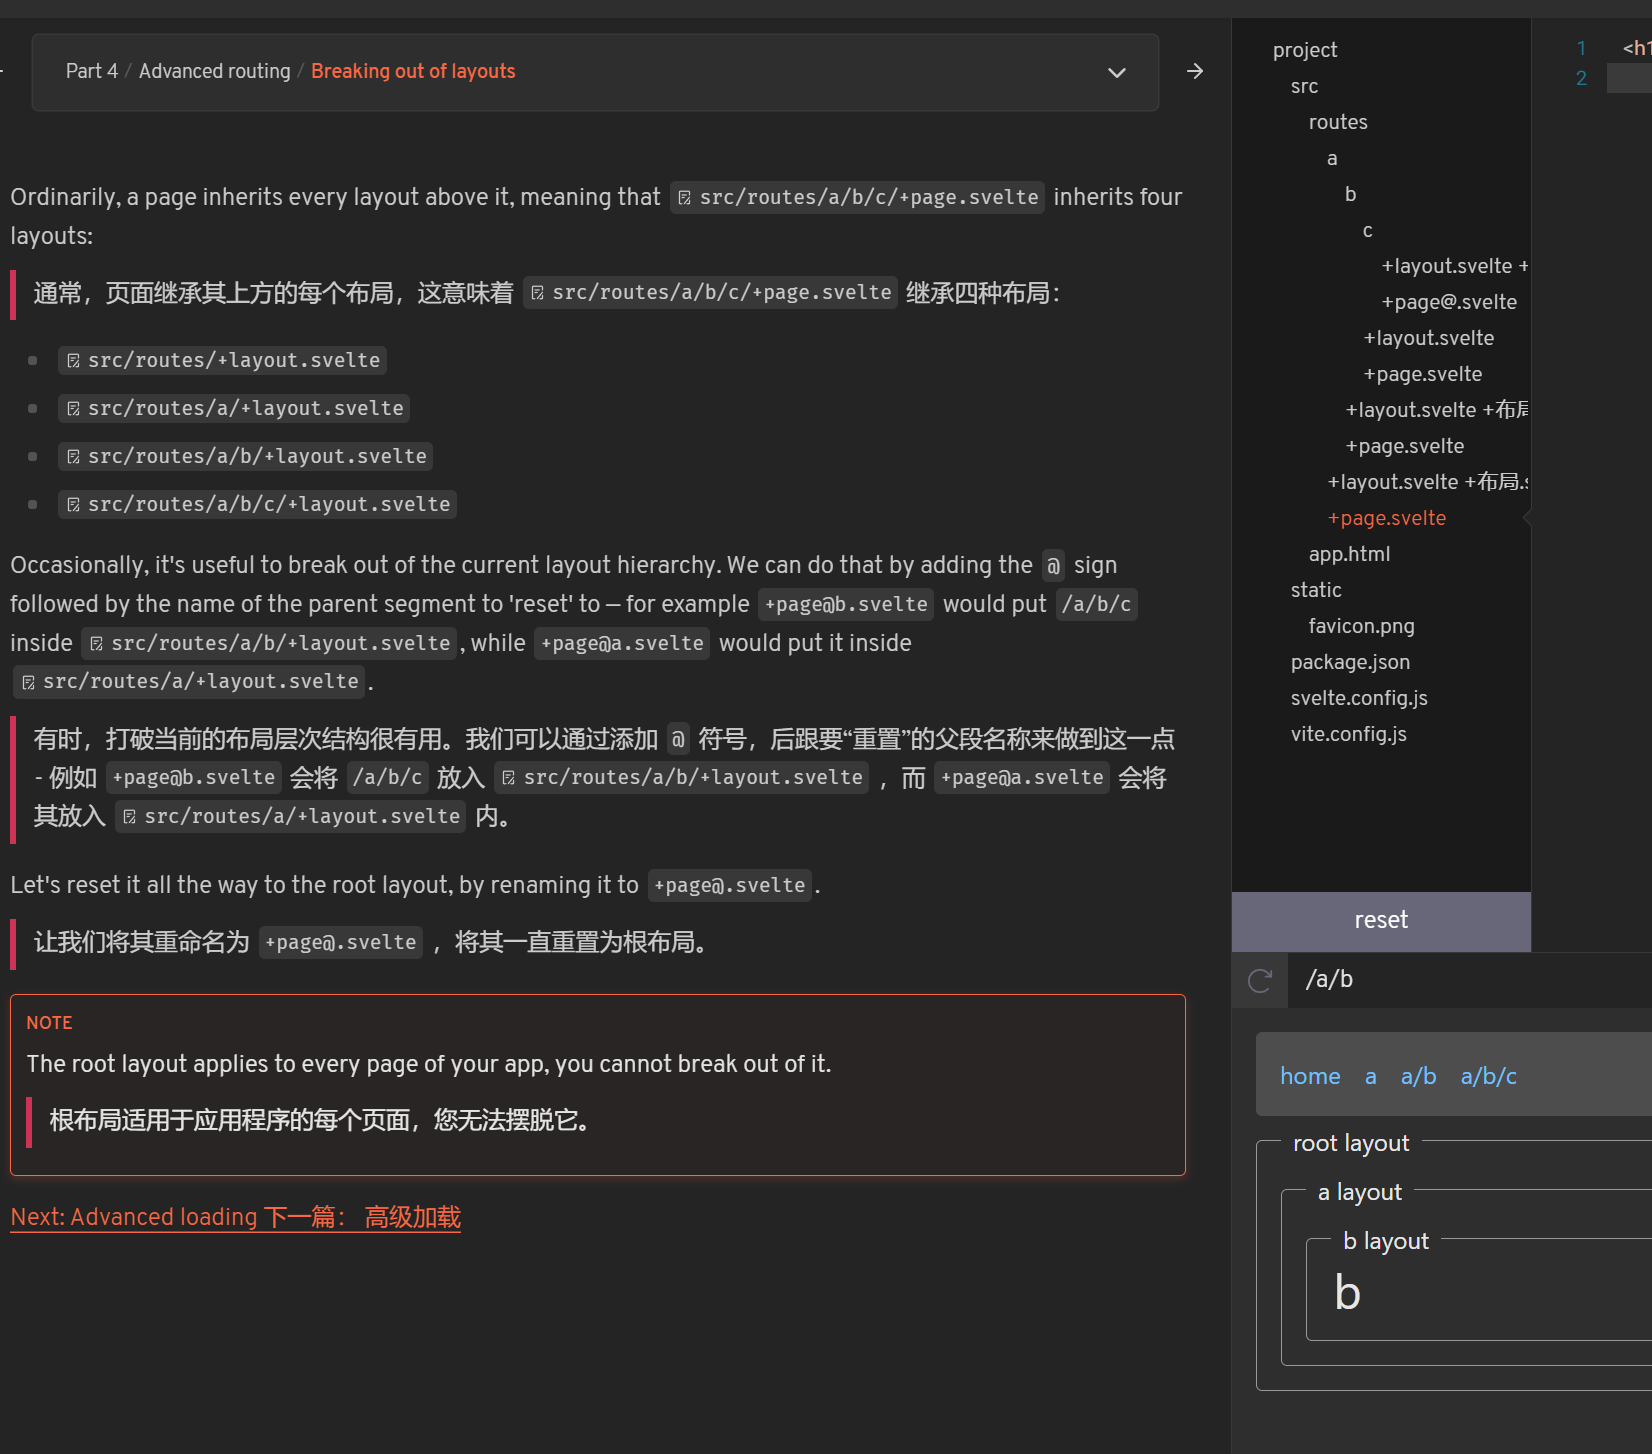 Part 4 / Advanced routing / Breaking out of layouts
Ordinarily, a page inherits every layout above it, meaning that src/routes/a/b/c/+page.svelte inherits four
layouts:
通常，页面继承其上方的每个布局，这意味着 src/routes/a/b/c/+page.svelte 继承四种布局：
src/routes/+layout.svelte
src/routes/a/+layout.svelte
src/routes/a/b/+layout.svelte
src/routes/a/b/c/+layout.svelte
Occasionally, it's useful to break out of the current layout hierarchy. We can do that by adding the @ sign
followed by the name of the parent segment to 'reset' to – for example +page@b.svelte would put /a/b/c
inside src/routes/a/b/+layout.svelte , while +page@a.svelte would put it inside
src/routes/a/+layout.svelte .
有时，打破当前的布局层次结构很有用。我们可以通过添加 @ 符号，后跟要“重置”的父段名称来做到这一点
- 例如 +page@b.svelte 会将 /a/b/c 放入 src/routes/a/b/+layout.svelte ，而 +page@a.svelte 会将
其放入 src/routes/a/+layout.svelte 内。
Let's reset it all the way to the root layout, by renaming it to +page@.svelte .
让我们将其重命名为 +page@.svelte ，将其一直重置为根布局。
NOTE
The root layout applies to every page of your app, you cannot break out of it.
根布局适用于应用程序的每个页面，您无法摆脱它。
Next: Advanced loading 下一篇： 高级加载
project
src
routes
a
b
c
+layout.svelte +
+page@.svelte
+layout.svelte
+page.svelte
+layout.svelte +布局
+page.svelte
+layout.svelte +布局.s
+page.svelte
app.html
static
favicon.png
package.json
svelte.config.js
vite.config.js
reset
1 <h1
2
/a/b
home a a/b a/b/c
root layout
a layout
b layout
b